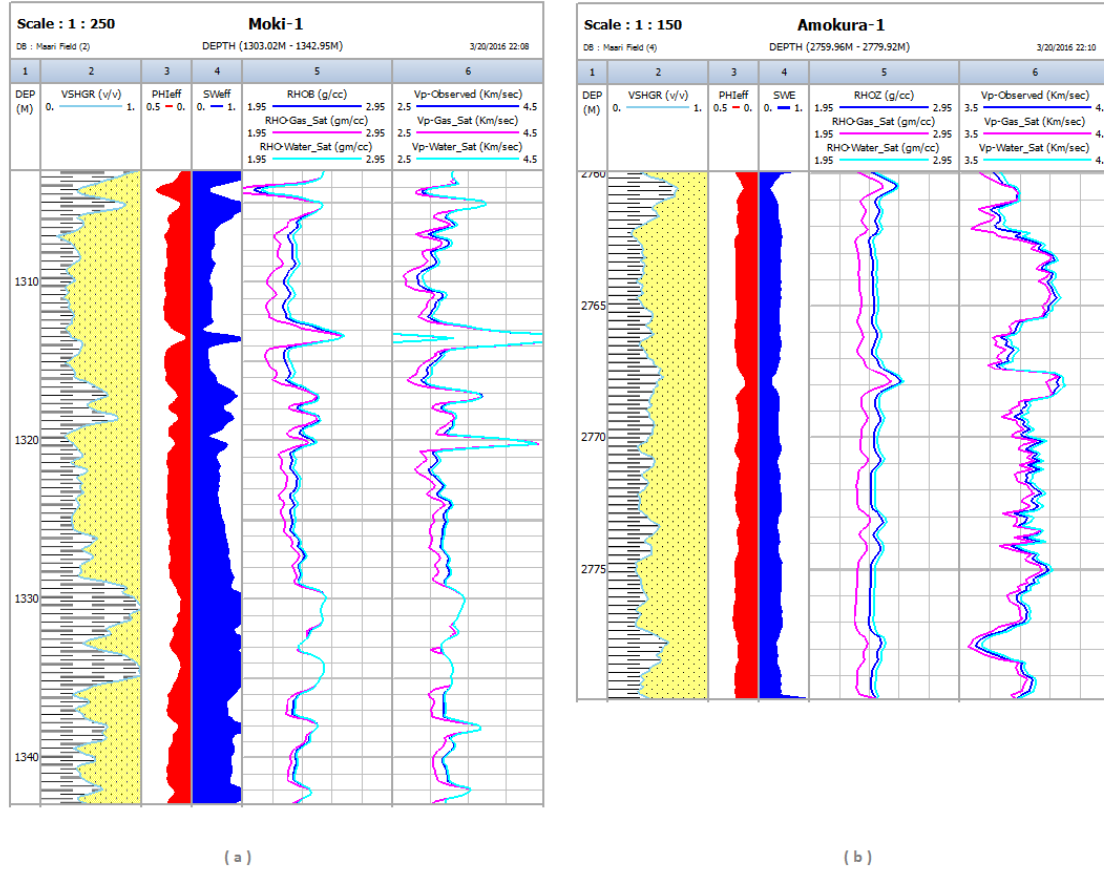 Scale : 1 : 250 Moki-1
DB : Maari Field (2) DEPTH (1303.02M - 1342.95M) 3/20/2016 22:08
1 2 3 4 5 6
DEP (M) VSHGR (v/v) PHIeff SWeff RHOB (g/cc) Vp-Observed (Km/sec)
0. 1. 0.5 0. 0. 1. 1.95 2.95 2.5 4.5
RHO-Gas_Sat (gm/cc) Vp-Gas_Sat (Km/sec)
1.95 2.95 2.5 4.5
RHO-Water_Sat (gm/cc) Vp-Water_Sat (Km/sec)
1.95 2.95 2.5 4.5
1310
1320
1330
1340
( a )
Scale : 1 : 150 Amokura-1
DB : Maari Field (4) DEPTH (2759.96M - 2779.92M) 3/20/2016 22:10
1 2 3 4 5 6
DEP (M) VSHGR (v/v) PHIeff SWE RHOZ (g/cc) Vp-Observed (Km/sec)
0. 1. 0.5 0. 0. 1. 1.95 2.95 3.5 4.
RHO-Gas_Sat (gm/cc) Vp-Gas_Sat (Km/sec)
1.95 2.95 3.5 4.
RHO-Water_Sat (gm/cc) Vp-Water_Sat (Km/sec)
1.95 2.95 3.5 4.
2760
2765
2770
2775
( b )